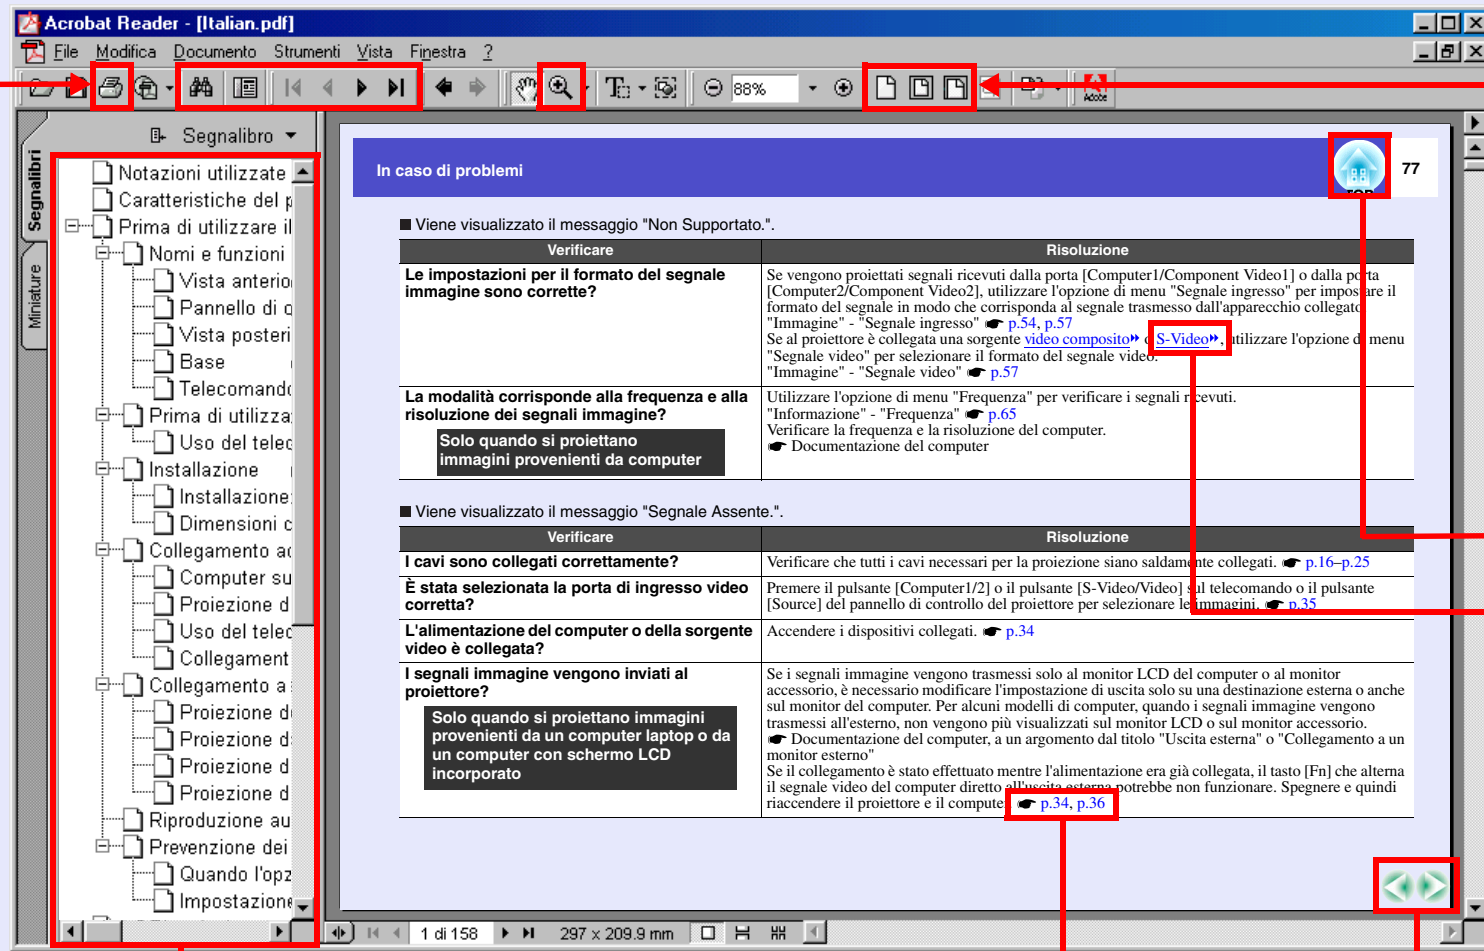 Acrobat Reader - [Italian.pdf]
File Modifica Documento Strumenti Vista Finestra ?
88%
Adobe
Segnalibri
Miniature
Segnalibro
Notazioni utilizzate
Caratteristiche del p
Prima di utilizzare il
Nomi e funzioni
Vista anterio
Pannello di c
Vista posteri
Base
Telecomando
Prima di utilizza
Uso del telec
Installazione
Installazione
Dimensioni c
Collegamento ad
Computer su
Proiezione d
Uso del telec
Collegament
Collegamento a
Proiezione d
Proiezione d
Proiezione d
Proiezione d
Riproduzione au
Prevenzione dei
Quando l'opz
Impostazione
In caso di problemi
TOP
77
■ Viene visualizzato il messaggio "Non Supportato.".
Verificare Risoluzione
Le impostazioni per il formato del segnale
immagine sono corrette?
Se vengono proiettati segnali ricevuti dalla porta [Computer1/Component Video1] o dalla porta
[Computer2/Component Video2], utilizzare l'opzione di menu "Segnale ingresso" per impostare il
formato del segnale in modo che corrisponda al segnale trasmesso dall'apparecchio collegato
"Immagine" - "Segnale ingresso" ☛ p.54, p.57
Se al proiettore è collegata una sorgente video composito» o S-Video», utilizzare l'opzione di menu
"Segnale video" per selezionare il formato del segnale video.
"Immagine" - "Segnale video" ☛ p.57
La modalità corrisponde alla frequenza e alla
risoluzione dei segnali immagine?
Solo quando si proiettano
immagini provenienti da computer
Utilizzare l'opzione di menu "Frequenza" per verificare i segnali ricevuti.
"Informazione" - "Frequenza" ☛ p.65
Verificare la frequenza e la risoluzione del computer.
☛ Documentazione del computer
■ Viene visualizzato il messaggio "Segnale Assente.".
Verificare Risoluzione
I cavi sono collegati correttamente?
Verificare che tutti i cavi necessari per la proiezione siano saldamente collegati. ☛ p.16–p.25
È stata selezionata la porta di ingresso video
corretta?
Premere il pulsante [Computer1/2] o il pulsante [S-Video/Video] sul telecomando o il pulsante
[Source] del pannello di controllo del proiettore per selezionare le immagini. ☛ p.35
L'alimentazione del computer o della sorgente
video è collegata?
Accendere i dispositivi collegati. ☛ p.34
I segnali immagine vengono inviati al
proiettore?
Solo quando si proiettano immagini
provenienti da un computer laptop o da
un computer con schermo LCD
incorporato
Se i segnali immagine vengono trasmessi solo al monitor LCD del computer o al monitor
accessorio, è necessario modificare l'impostazione di uscita solo su una destinazione esterna o anche
sul monitor del computer. Per alcuni modelli di computer, quando i segnali immagine vengono
trasmessi all'esterno, non vengono più visualizzati sul monitor LCD o sul monitor accessorio.
☛ Documentazione del computer, a un argomento dal titolo "Uscita esterna" o "Collegamento a un
monitor esterno"
Se il collegamento è stato effettuato mentre l'alimentazione era già collegata, il tasto [Fn] che alterna
il segnale video del computer diretto all'uscita esterna potrebbe non funzionare. Spegnere e quindi
riaccendere il proiettore e il computer. ☛ p.34, p.36
1 di 158 297 x 209.9 mm